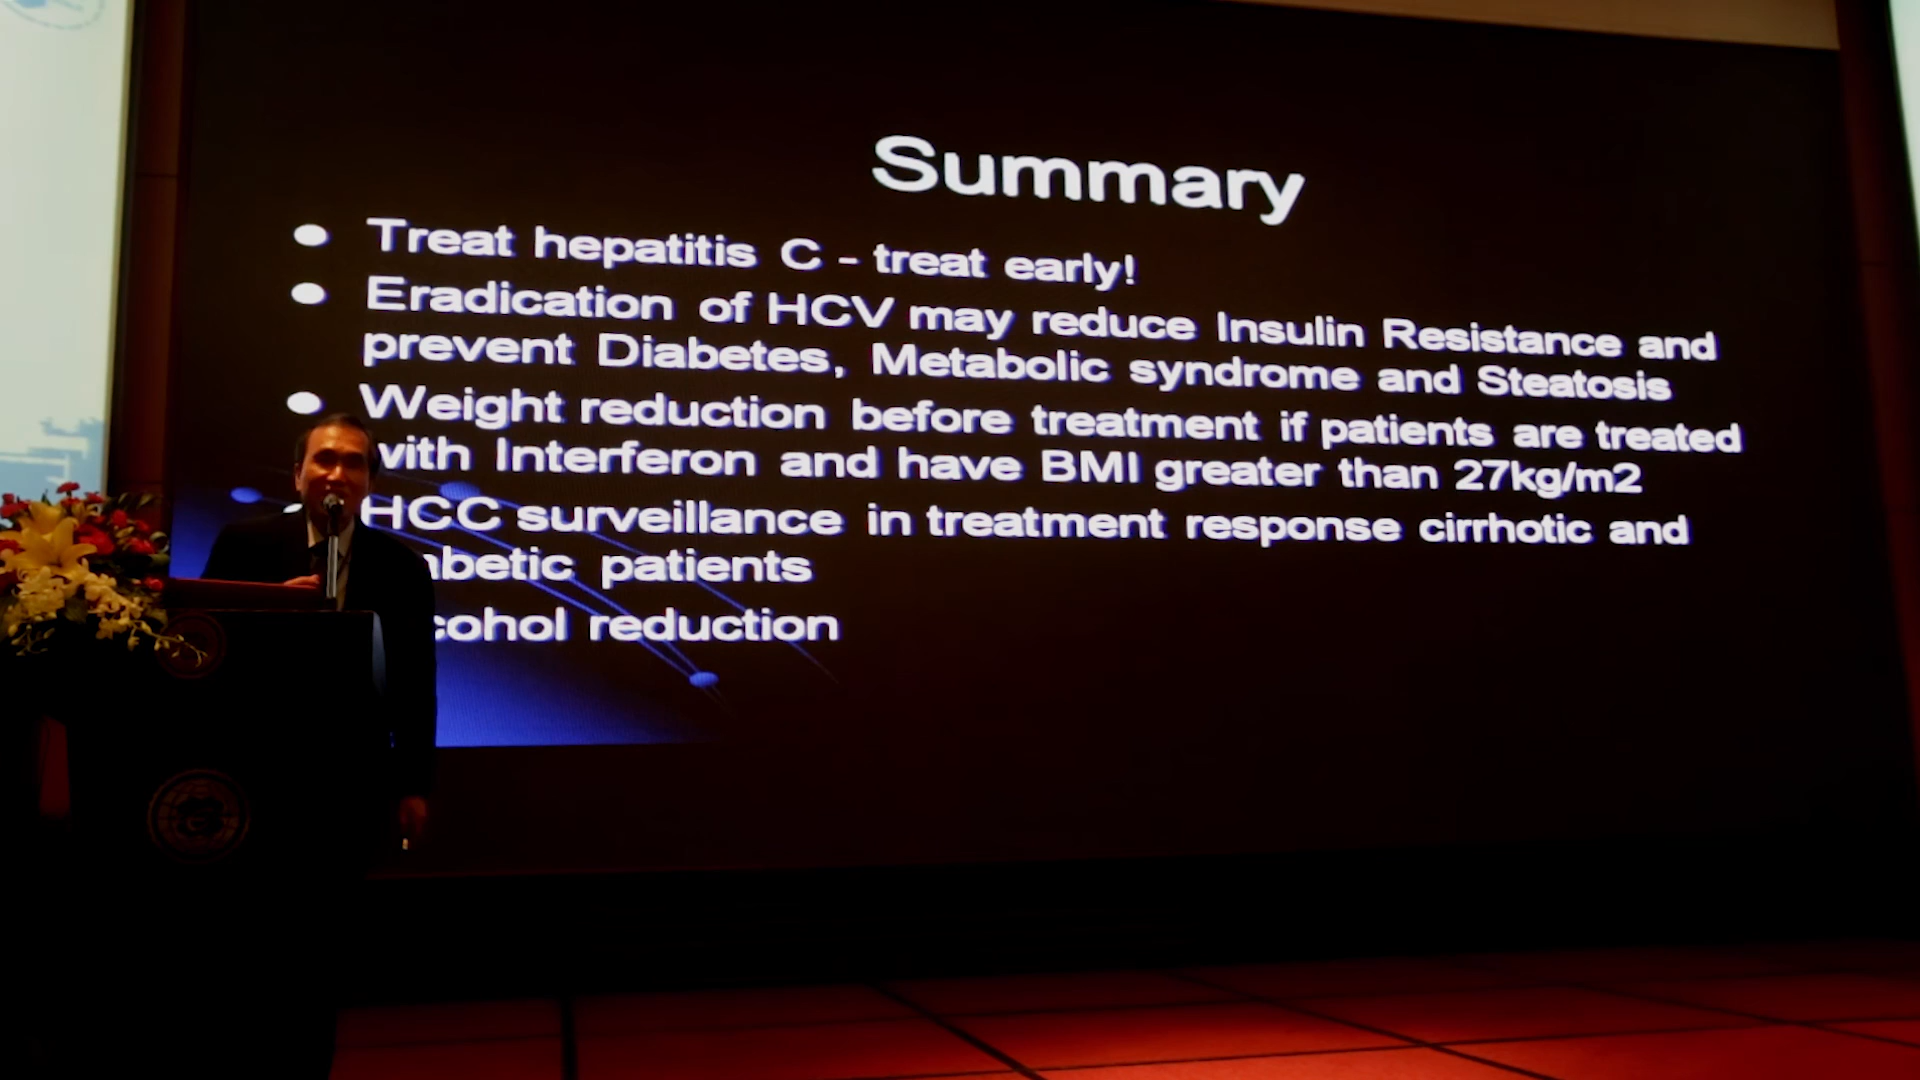 Summary
Treat hepatitis C - treat early!
Eradication of HCV may reduce Insulin Resistance and
prevent Diabetes, Metabolic syndrome and Steatosis
Weight reduction before treatment if patients are treated
with Interferon and have BMI greater than 27kg/m2
HCC surveillance in treatment response cirrhotic and
patients
reduction